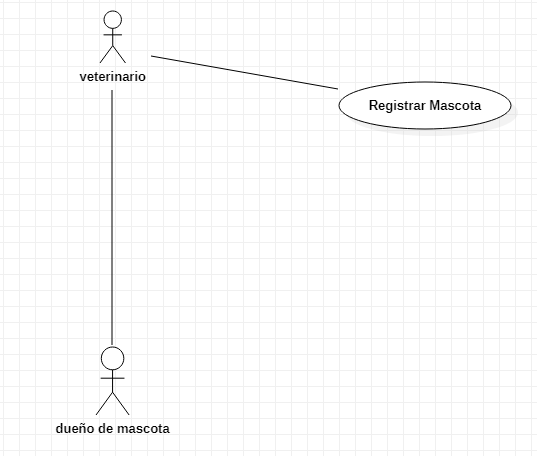 veterinario
Registrar Mascota
dueño de mascota